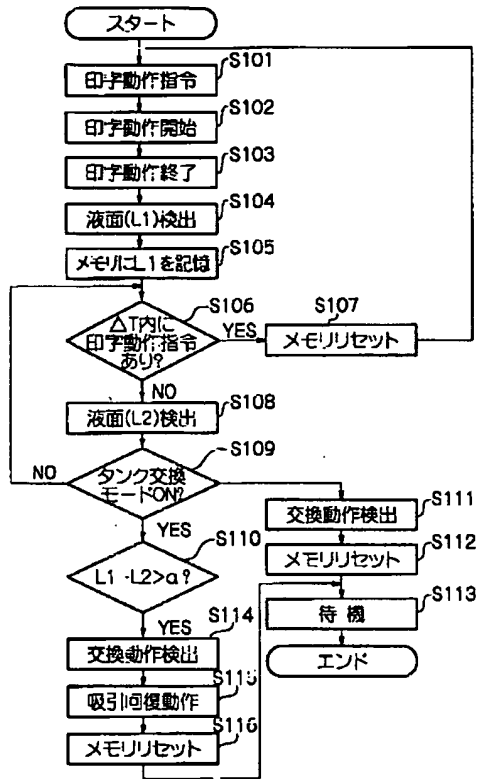 スタート
S101
印字動作指令
S102
印字動作開始
S103
印字動作終了
S104
液面(L1)検出
S105
メモリにL1を記憶
S106
△T内に
印字動作指令
あり?
YES
S107
メモリリセット
NO
S108
液面(L2)検出
S109
NO
タンク交換
モードON?
YES
S110
L1 -L2>α?
YES
S111
交換動作検出
S112
メモリリセット
S113
待 機
エンド
S114
交換動作検出
S115
吸引回復動作
S116
メモリリセット